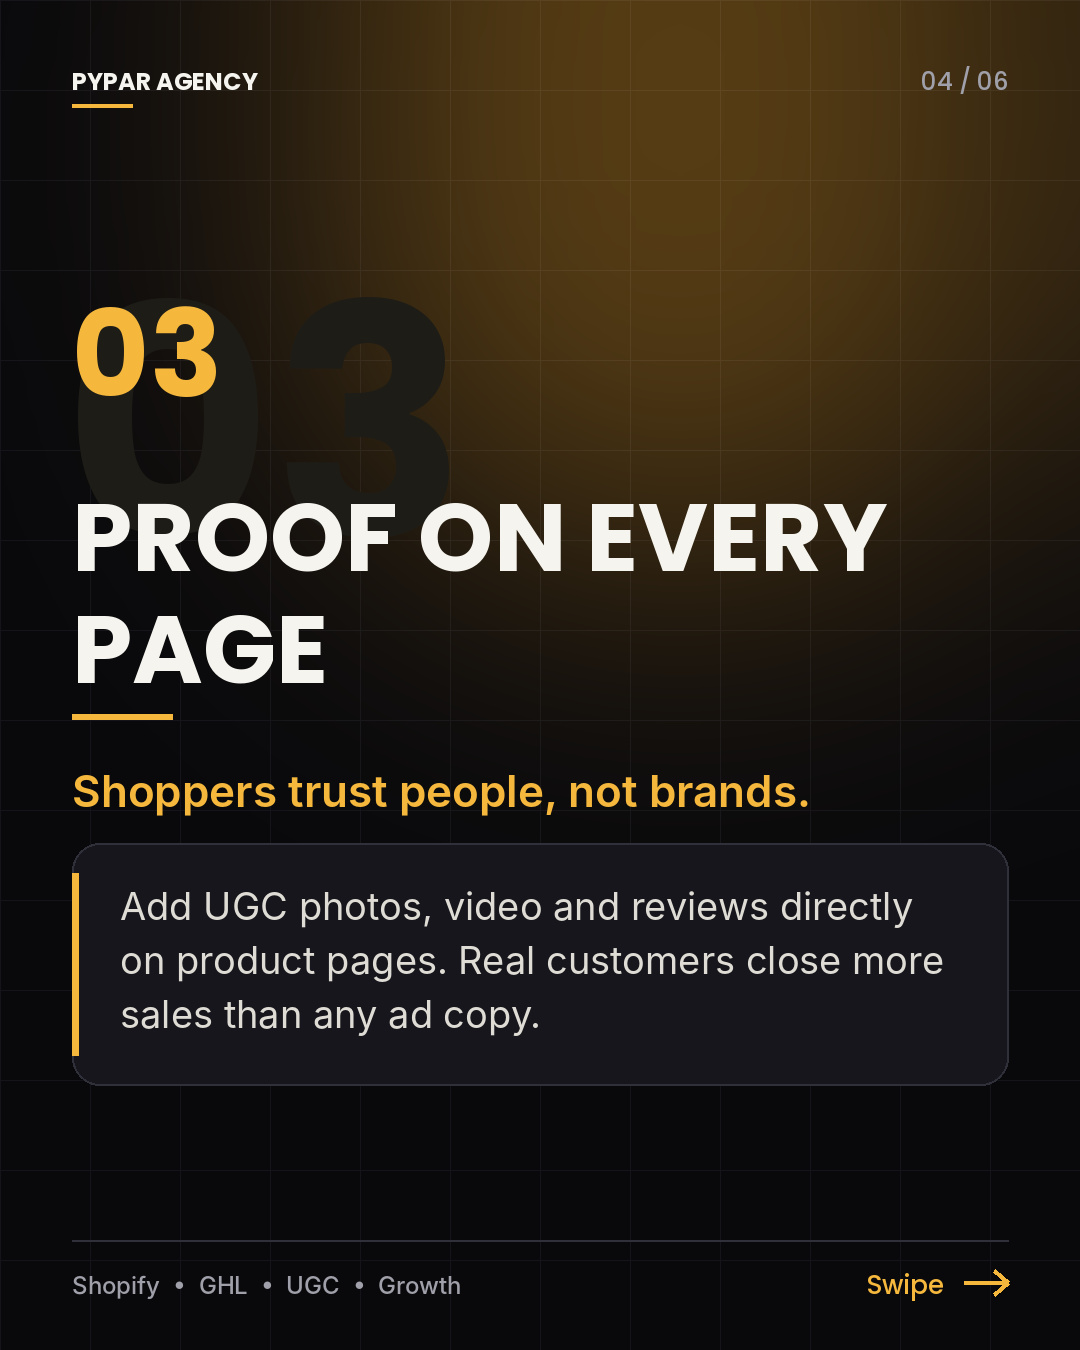 PYPAR AGENCY
04 / 06
03
03
PROOF ON EVERY
PAGE
Shoppers trust people, not brands.
Add UGC photos, video and reviews directly
on product pages. Real customers close more
sales than any ad copy.
Shopify • GHL • UGC • Growth
Swipe →